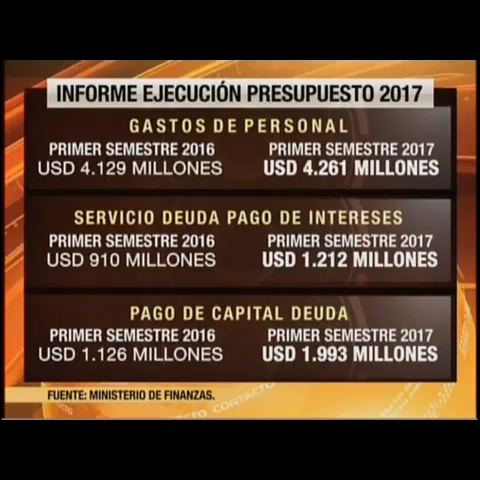 INFORME EJECUCIÓN PRESUPUESTO 2017
GASTOS DE PERSONAL
PRIMER SEMESTRE 2016 PRIMER SEMESTRE 2017
USD 4.129 MILLONES USD 4.261 MILLONES
SERVICIO DEUDA PAGO DE INTERESES
PRIMER SEMESTRE 2016 PRIMER SEMESTRE 2017
USD 910 MILLONES USD 1.212 MILLONES
PAGO DE CAPITAL DEUDA
PRIMER SEMESTRE 2016 PRIMER SEMESTRE 2017
USD 1.126 MILLONES USD 1.993 MILLONES
FUENTE: MINISTERIO DE FINANZAS.
CONTACTO